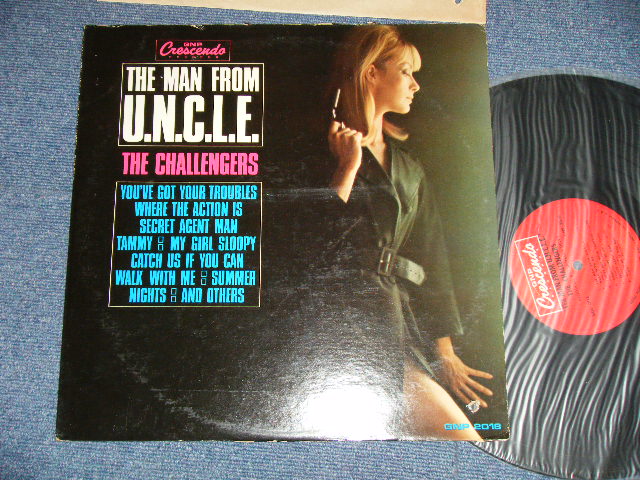 GNP
Crescendo
THE MAN FROM
U.N.C.L.E.
THE CHALLENGERS
YOU'VE GOT YOUR TROUBLES
WHERE THE ACTION IS
SECRET AGENT MAN
TAMMY MY GIRL SLOOPY
CATCH US IF YOU CAN
WALK WITH ME SUMMER
NIGHTS AND OTHERS
GNP 2018
GNP
Crescendo